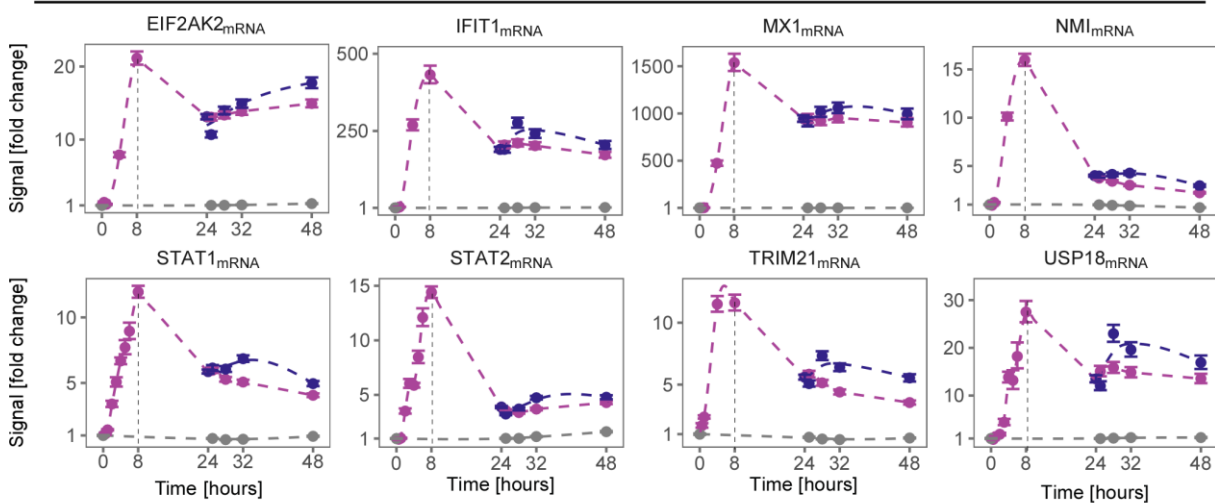 EIF2AK2mRNA IFIT1mRNA MX1mRNA NMImRNA
Signal [fold change]
20
10
1
0 8 24 32 48
500
250
1
0 8 24 32 48
1500
1000
500
1
0 8 24 32 48
15
10
5
1
0 8 24 32 48
STAT1mRNA STAT2mRNA TRIM21mRNA USP18mRNA
Signal [fold change]
10
5
1
0 8 24 32 48
Time [hours]
15
10
5
1
0 8 24 32 48
Time [hours]
10
5
1
0 8 24 32 48
Time [hours]
30
20
10
1
0 8 24 32 48
Time [hours]